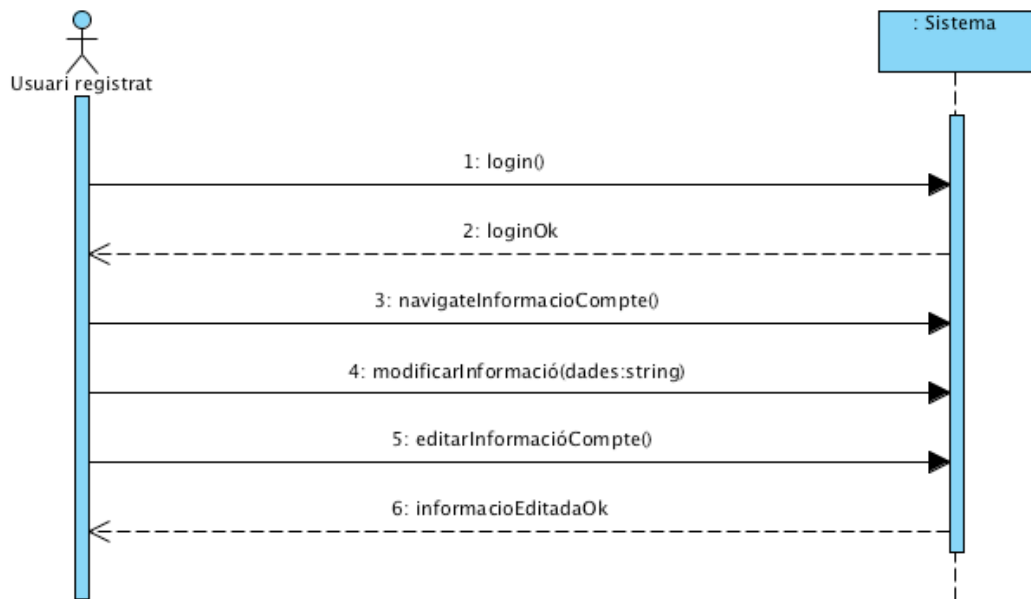 : Sistema
Usuari registrat
1: login()
2: loginOk
3: navigateInformacioCompte()
4: modificarInformació(dades:string)
5: editarInformacióCompte()
6: informacioEditadaOk